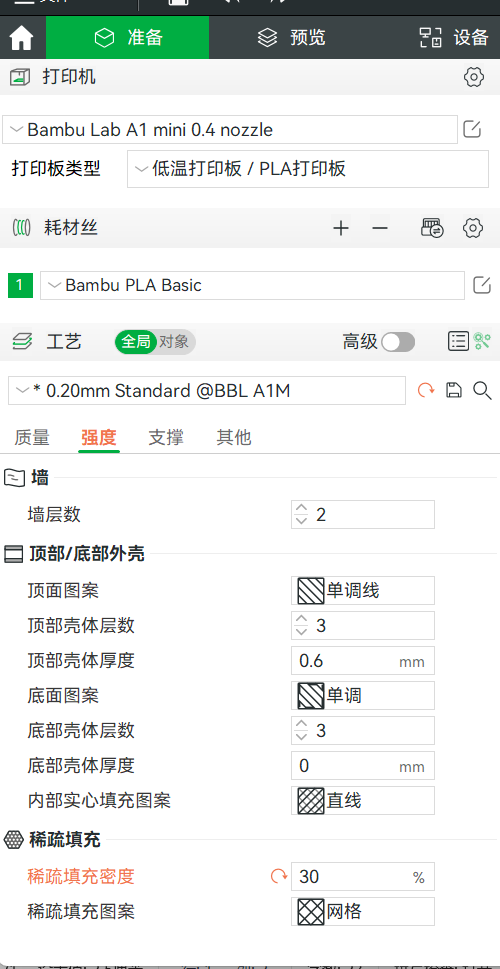 准备 预览 设备
打印机
Bambu Lab A1 mini 0.4 nozzle
打印板类型 低温打印板 / PLA打印板
耗材丝
1 Bambu PLA Basic
工艺 全局 对象 高级
* 0.20mm Standard @BBL A1M
质量 强度 支撑 其他
墙
墙层数 2
顶部/底部外壳
顶面图案 单调线
顶部壳体层数 3
顶部壳体厚度 0.6 mm
底面图案 单调
底部壳体层数 3
底部壳体厚度 0 mm
内部实心填充图案 直线
稀疏填充
稀疏填充密度 30 %
稀疏填充图案 网格